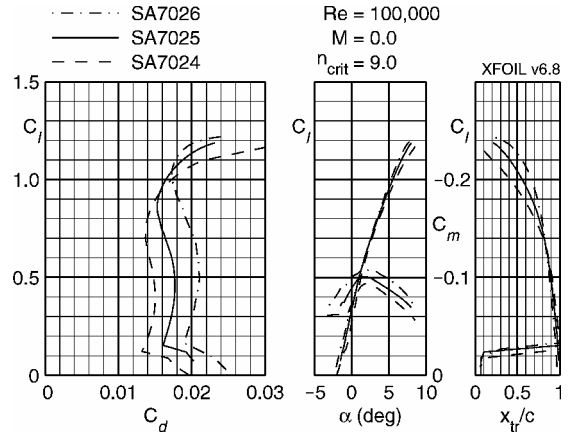 SA7026
SA7025
SA7024
Re = 100,000
M = 0.0
n_crit = 9.0
XFOIL v6.8
1.5
C_l
1.0
0.5
0
0 0.01 0.02 0.03
C_d
C_l
-5 0 5 10
α (deg)
C_l
-0.2
C_m
-0.1
0 0.5 1
x_tr/c